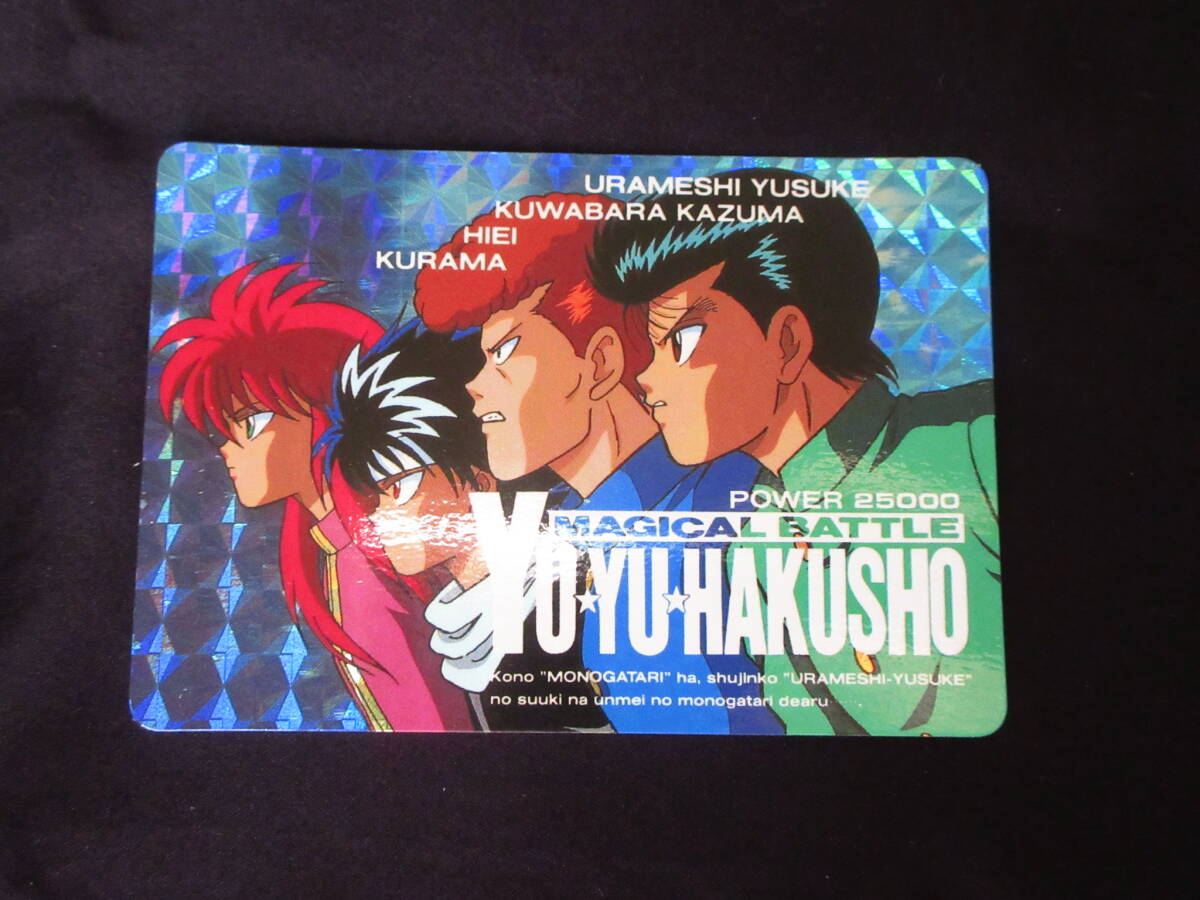 URAMESHI YUSUKE
KUWABARA KAZUMA
HIEI
KURAMA
POWER 25000
MAGICAL BATTLE
YU★YU★HAKUSHO
Kono "MONOGATARI" ha, shujinko "URAMESHI-YUSUKE"
no suuki na unmei no monogatari dearu